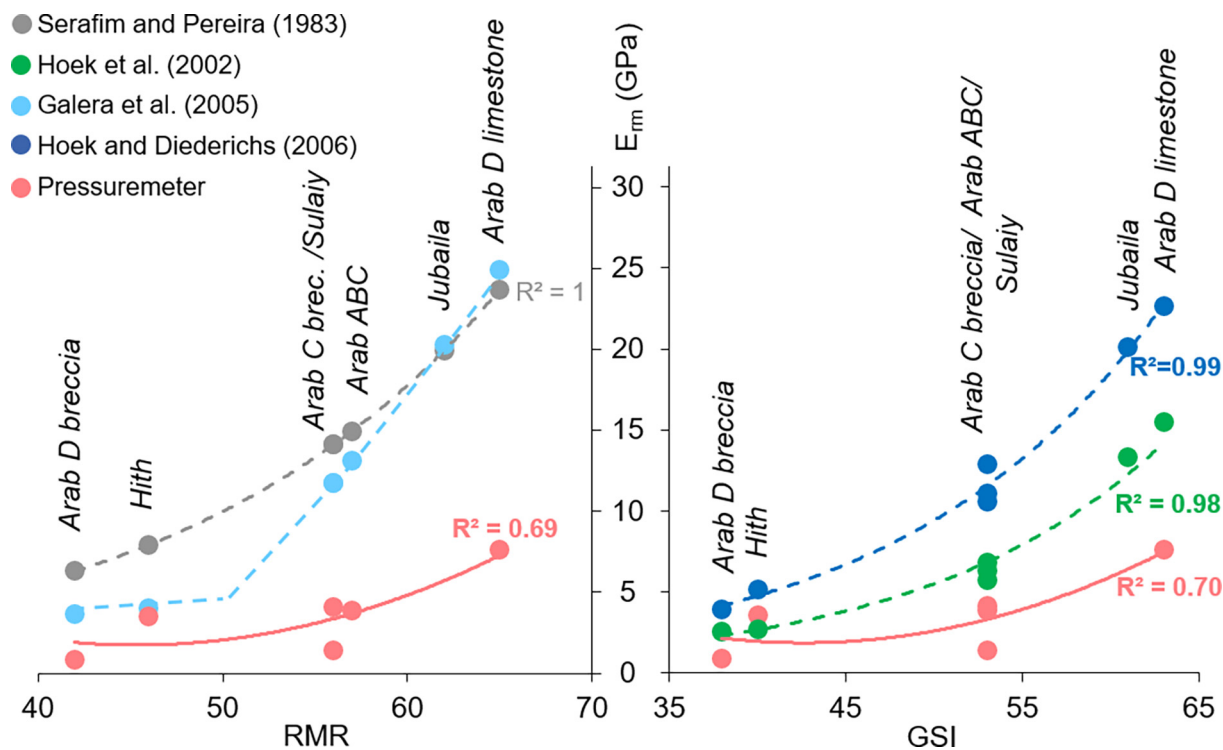 Serafim and Pereira (1983)
Hoek et al. (2002)
Galera et al. (2005)
Hoek and Diederichs (2006)
Pressuremeter
Arab D breccia
Hith
Arab C brec. /Sulaiy
Arab ABC
Jubaila
Arab D limestone
R² = 1
R² = 0.69
40
50
60
70
RMR
Erm (GPa)
30
25
20
15
10
5
0
Arab D breccia
Hith
Arab C breccia/ Arab ABC/
Sulaiy
Jubaila
Arab D limestone
R²=0.99
R² = 0.98
R² = 0.70
35
45
55
65
GSI